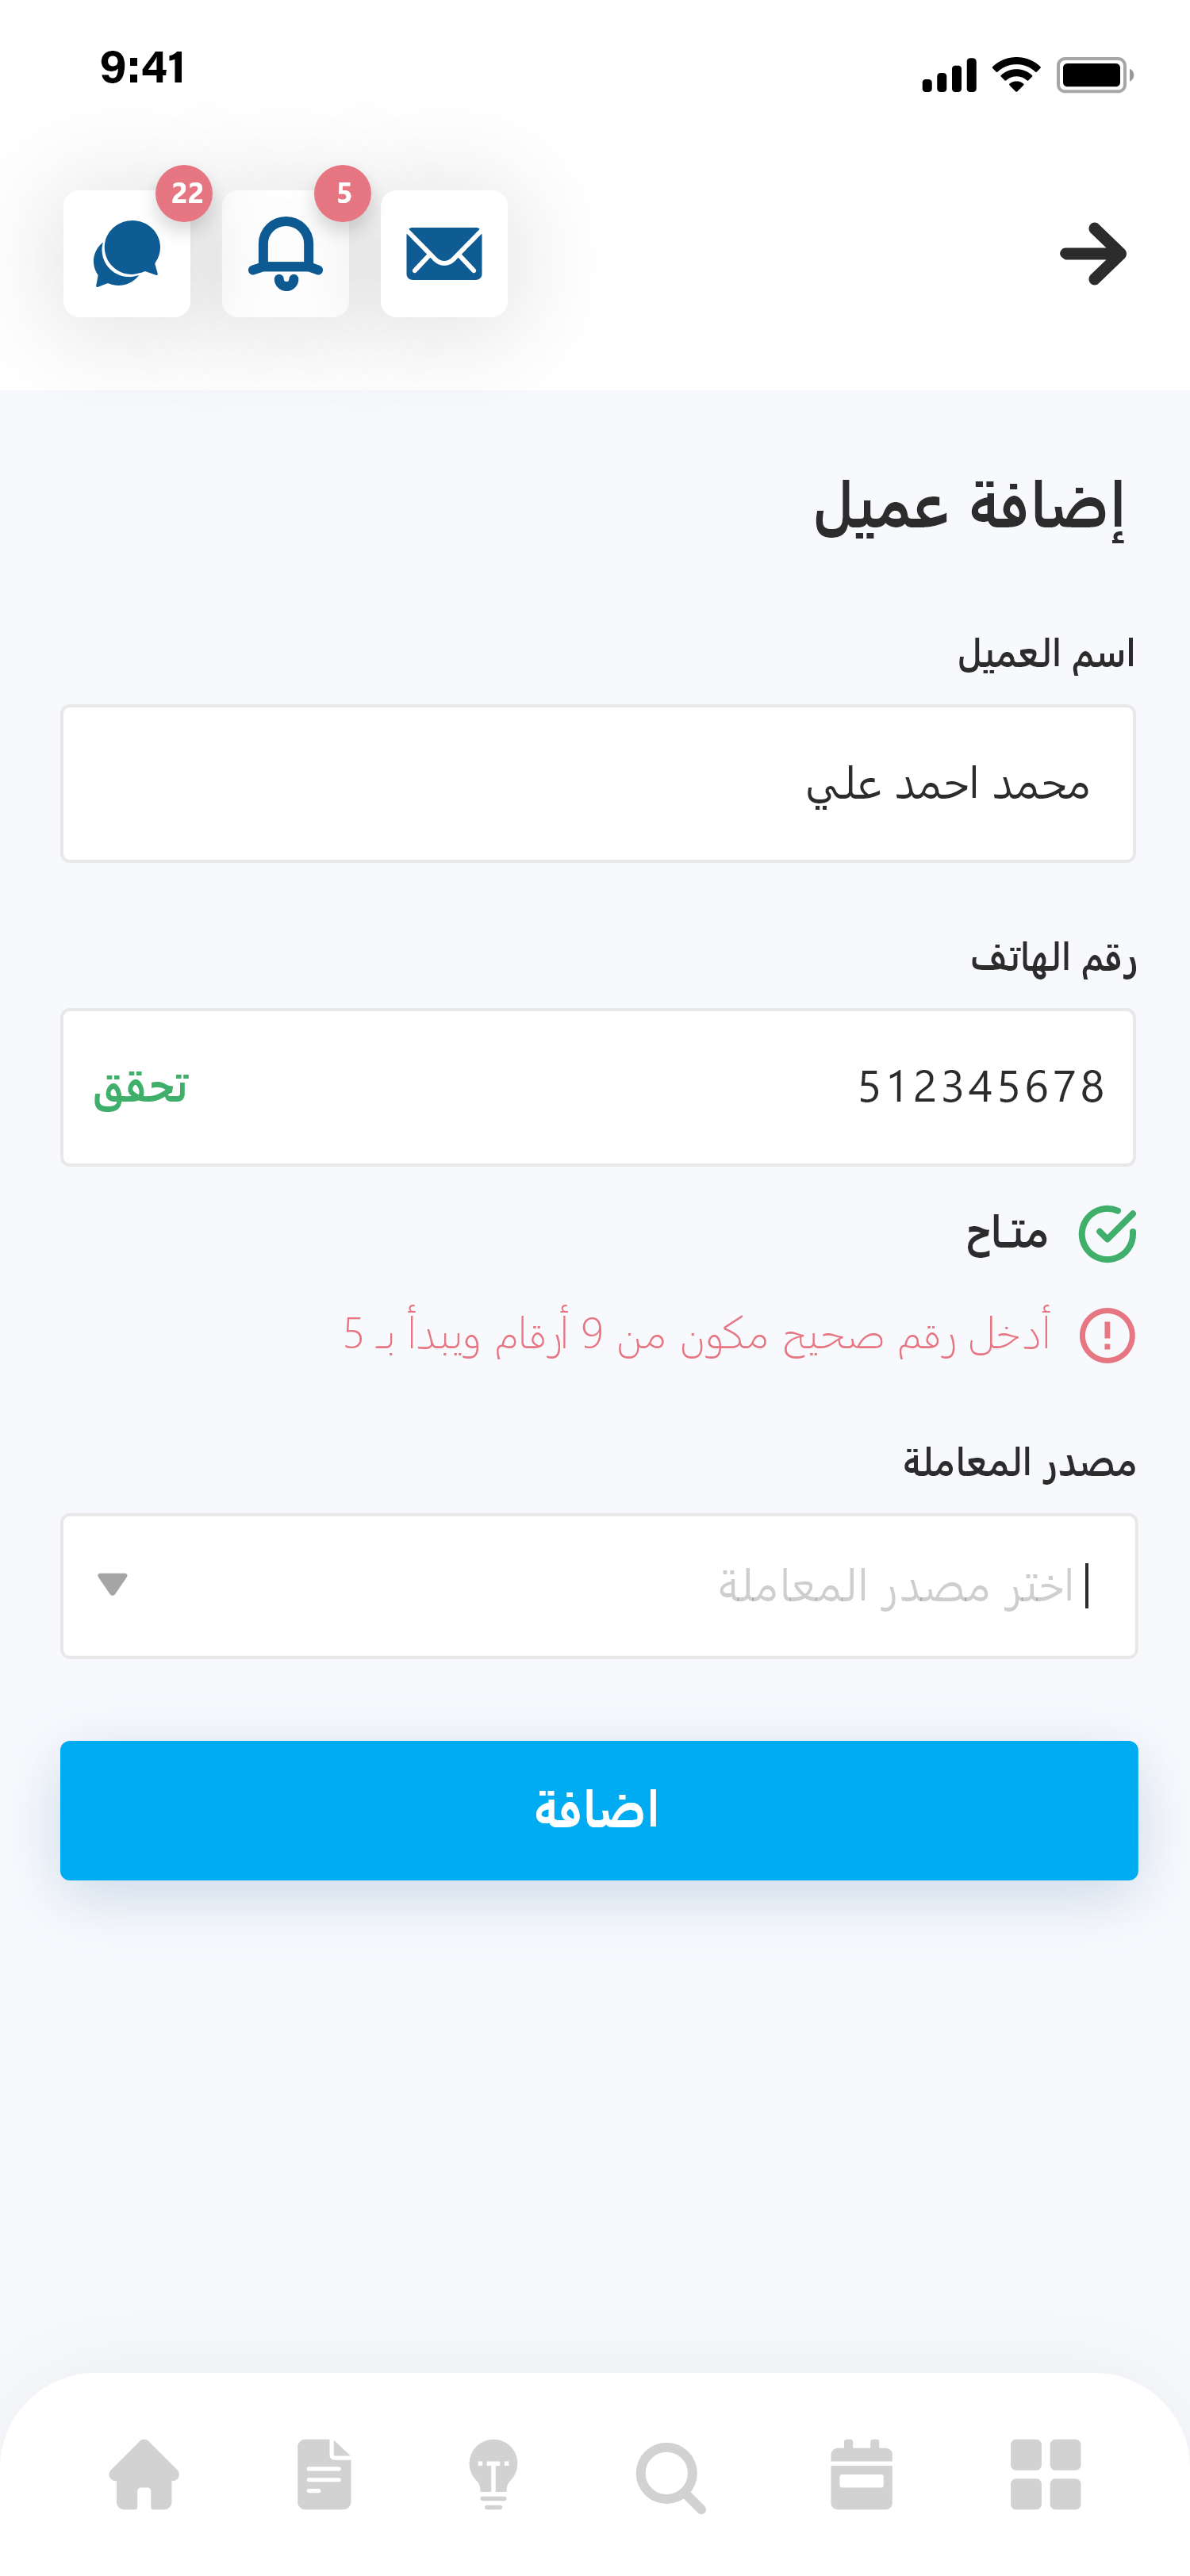 9:41
22
5
إضافة عميل
اسم العميل
محمد احمد علي
رقم الهاتف
512345678
تحقق
متاح
أدخل رقم صحيح مكون من 9 أرقام ويبدأ بـ 5
مصدر المعاملة
اختر مصدر المعاملة
اضافة